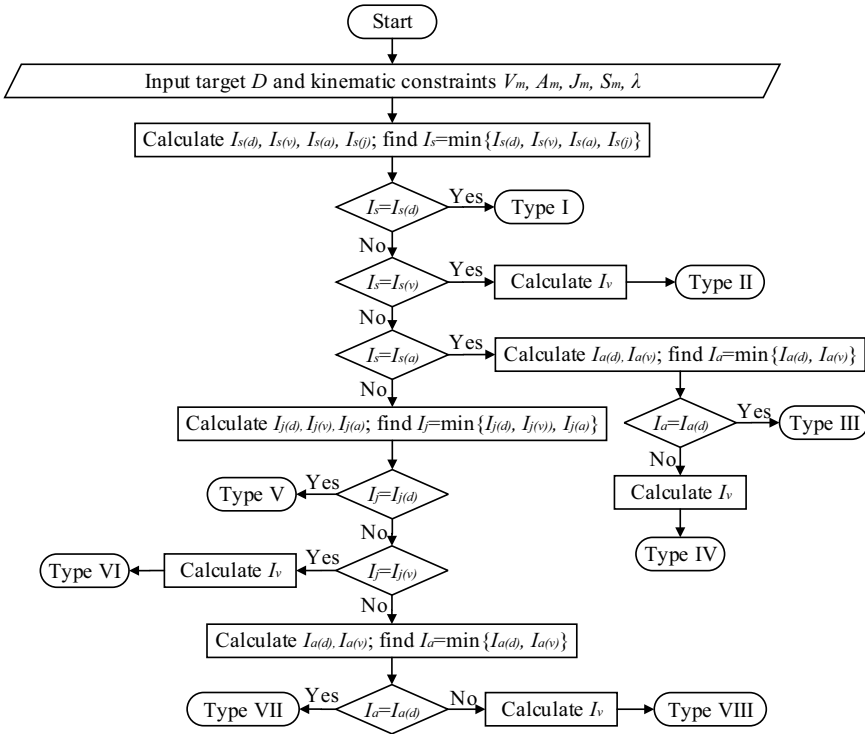 Start
Input target D and kinematic constraints Vm, Am, Jm, Sm, λ
Calculate Is(d), Is(v), Is(a), Is(j); find Is=min{Is(d), Is(v), Is(a), Is(j)}
Is=Is(d)
Yes
Type I
No
Is=Is(v)
Yes
Calculate Iv
Type II
No
Is=Is(a)
Yes
Calculate Ia(d), Ia(v); find Ia=min{Ia(d), Ia(v)}
No
Ia=Ia(d)
Yes
Type III
No
Calculate Iv
Type IV
Calculate Ij(d), Ij(v), Ij(a); find Ij=min{Ij(d), Ij(v)), Ij(a)}
Ij=Ij(d)
Yes
Type V
No
Ij=Ij(v)
Yes
Calculate Iv
Type VI
No
Calculate Ia(d), Ia(v); find Ia=min{Ia(d), Ia(v)}
Ia=Ia(d)
Yes
Type VII
No
Calculate Iv
Type VIII